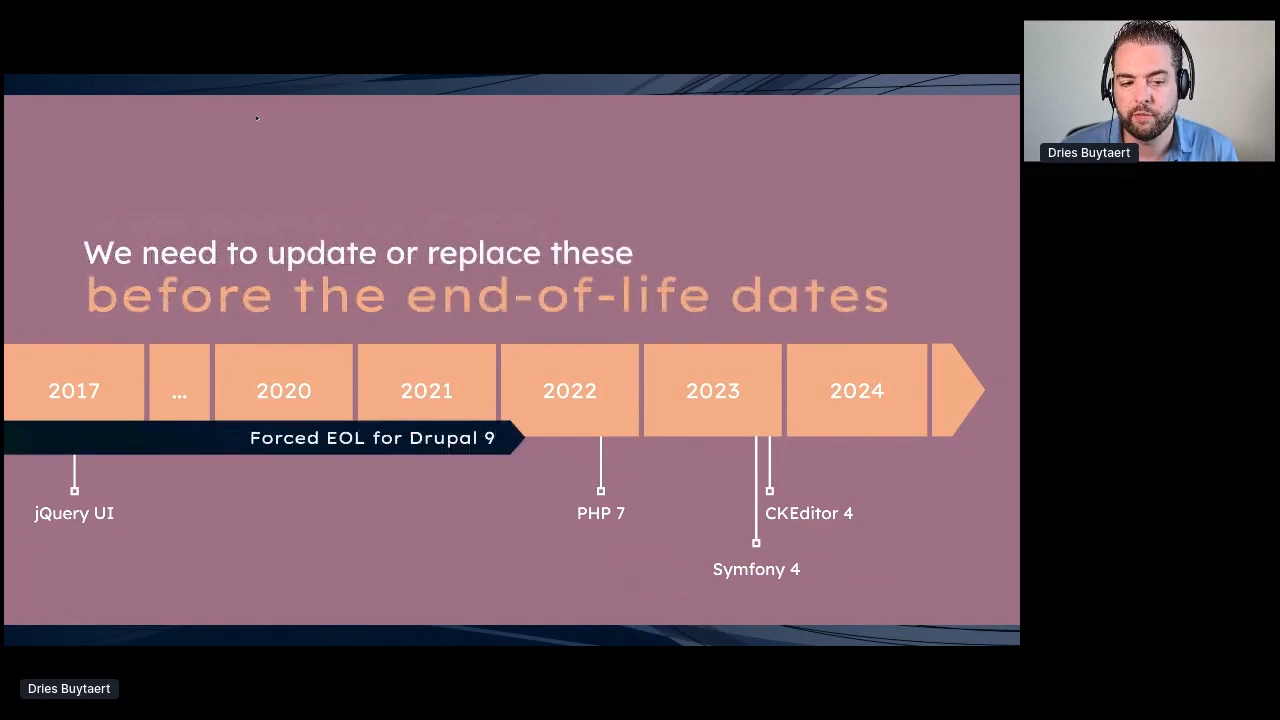 Dries Buytaert
We need to update or replace these
before the end-of-life dates
2017 ... 2020 2021 2022 2023 2024
Forced EOL for Drupal 9
jQuery UI PHP 7 CKEditor 4
Symfony 4
Dries Buytaert